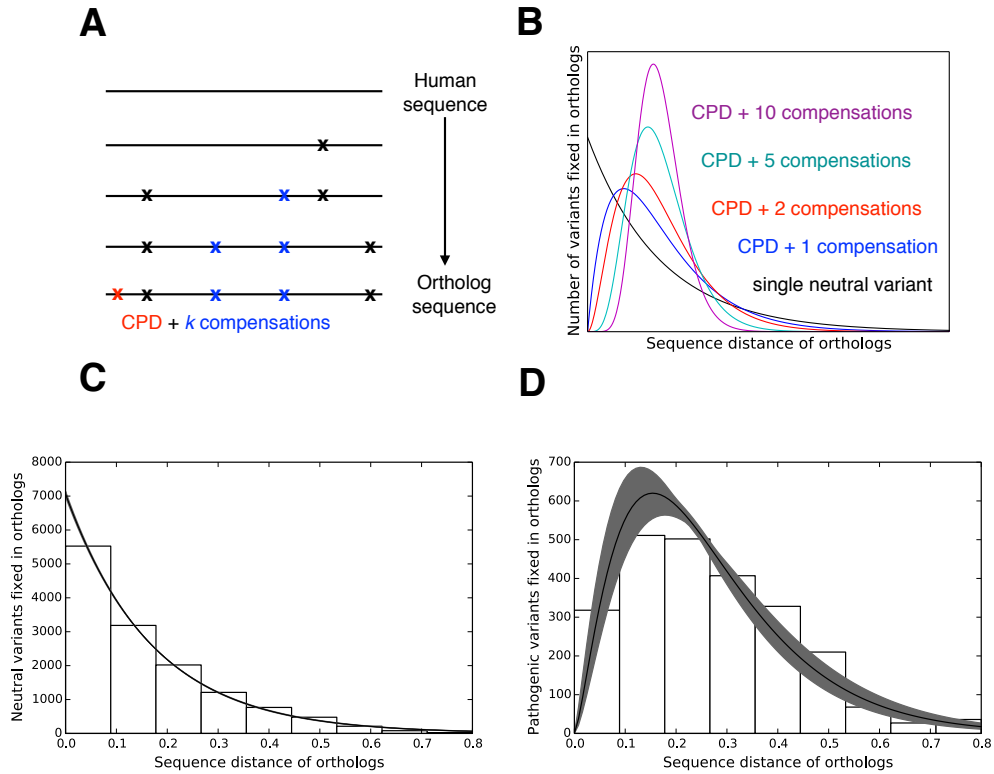 A
Human
sequence
x
x x x
x x x x
x x x x x
Ortholog
sequence
CPD + k compensations
B
Number of variants fixed in orthologs
CPD + 10 compensations
CPD + 5 compensations
CPD + 2 compensations
CPD + 1 compensation
single neutral variant
Sequence distance of orthologs
C
Neutral variants fixed in orthologs
8000
7000
6000
5000
4000
3000
2000
1000
0
0.0 0.1 0.2 0.3 0.4 0.5 0.6 0.7 0.8
Sequence distance of orthologs
D
Pathogenic variants fixed in orthologs
700
600
500
400
300
200
100
0
0.0 0.1 0.2 0.3 0.4 0.5 0.6 0.7 0.8
Sequence distance of orthologs